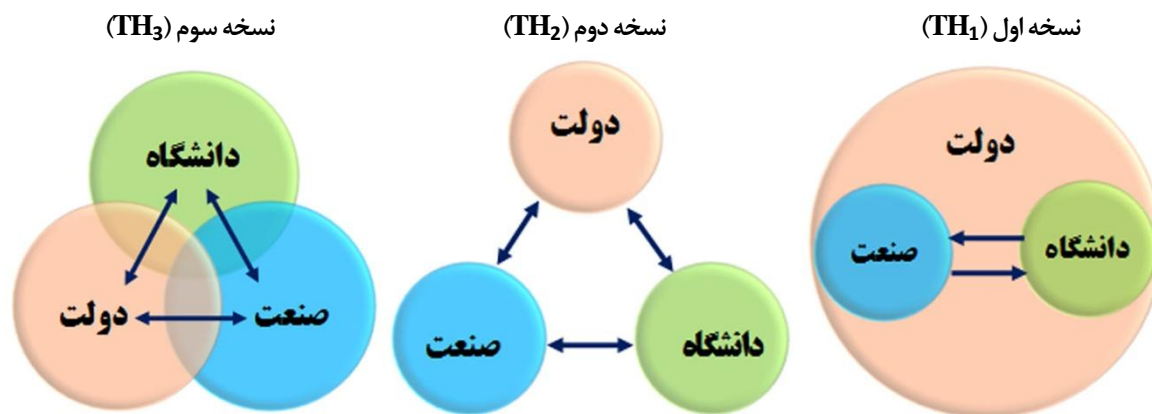 نسخه اول (TH1)
دولت
دانشگاه
صنعت
نسخه دوم (TH2)
دولت
دانشگاه
صنعت
نسخه سوم (TH3)
دانشگاه
صنعت
دولت